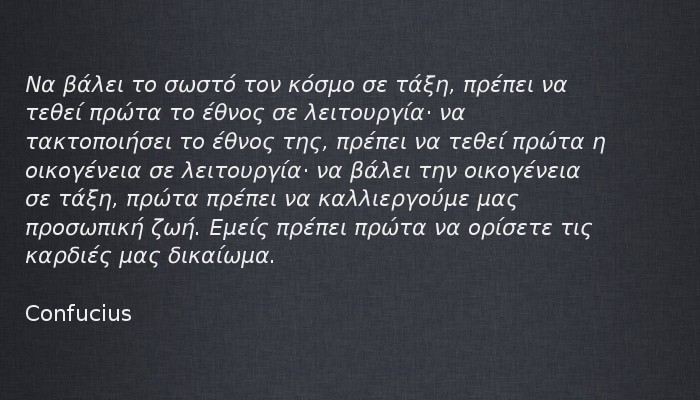 Να βάλει το σωστό τον κόσμο σε τάξη, πρέπει να
τεθεί πρώτα το έθνος σε λειτουργία· να
τακτοποιήσει το έθνος της, πρέπει να τεθεί πρώτα η
οικογένεια σε λειτουργία· να βάλει την οικογένεια
σε τάξη, πρώτα πρέπει να καλλιεργούμε μας
προσωπική ζωή. Εμείς πρέπει πρώτα να ορίσετε τις
καρδιές μας δικαίωμα.
Confucius